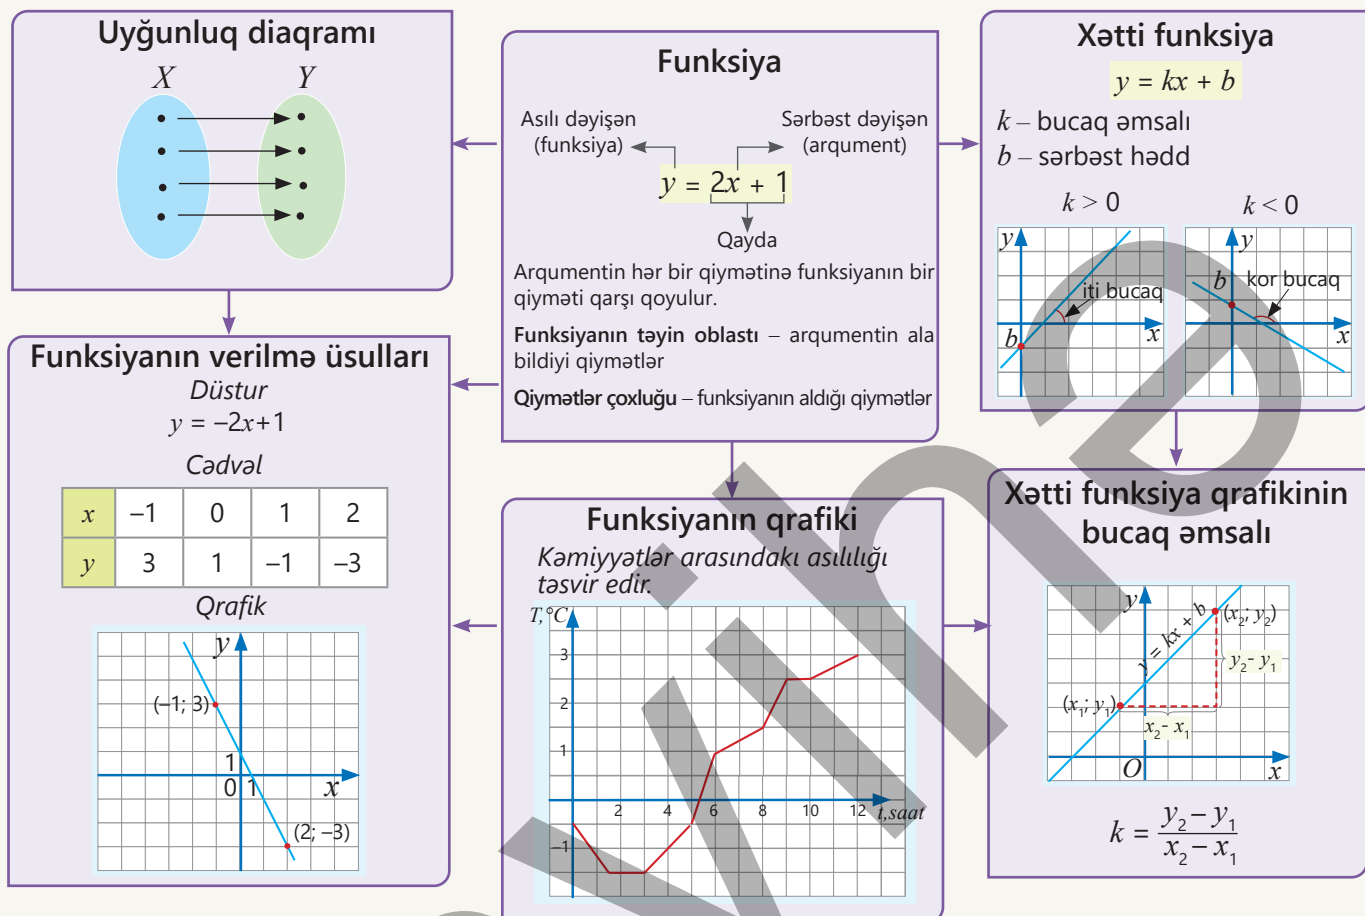 Uyğunluq diaqramı
X Y
Funksiya
Asılı dəyişən
(funksiya)
Sərbəst dəyişən
(arqument)
y = 2x + 1
Qayda
Arqumentin hər bir qiymətinə funksiyanın bir
qiyməti qarşı qoyulur.
Funksiyanın təyin oblastı – arqumentin ala
bildiyi qiymətlər
Qiymətlər çoxluğu – funksiyanın aldığı qiymətlər
Xətti funksiya
y = kx + b
k – bucaq əmsalı
b – sərbəst hədd
k > 0
y
iti bucaq
b
x
k < 0
y
b
kor bucaq
x
Funksiyanın verilmə üsulları
Düstur
y = –2x+1
Cədvəl
x –1 0 1 2
y 3 1 –1 –3
Qrafik
y
(–1; 3)
1
0 1 x
(2; –3)
Funksiyanın qrafiki
Kəmiyyətlər arasındakı asılılığı
təsvir edir.
T,°C
3
2
1
2 4 6 8 10 12 t,saat
–1
Xətti funksiya qrafikinin
bucaq əmsalı
y
y = kx + b
(x₂; y₂)
y₂- y₁
(x₁; y₁)
x₂- x₁
O x
k = (y₂ – y₁)/(x₂ – x₁)